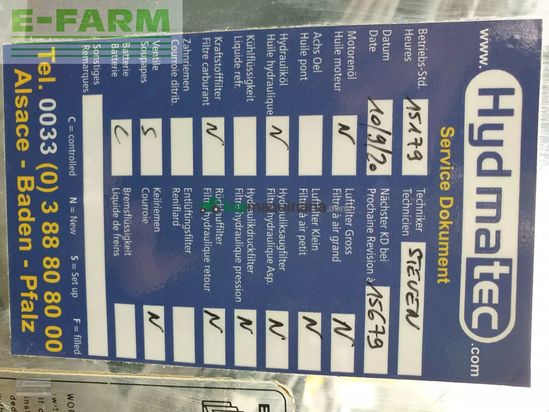 E-FARM
www.
Hydmatec
.com
Service Dokument
Betriebs-Std.
Heures
15179
Techniker
Technicien
STEVEN
Datum
Date
10/9/20
Nächster KD bei
Prochaine Revision à
15679
Motorenöl
Huile moteur
N
Luftfilter Gross
Filtre à air grand
N
Achs Oel
Huile pont
Luftfilter Klein
Filtre à air petit
N
Hydrauliköl
Huile hydraulique
N
Hydrauliksaugfilter
Filtre hydraulique Asp.
N
Kühlflüssigkeit
Liquide refr.
Hydraulikdruckfilter
Filtre hydraulique pression
N
Kraftstofffilter
Filtre carburant
N
Rücklauffilter
Filtre hydraulique retour
N
Zahnriemen
Courroie distrib.
Entlüftungsfilter
Reniflard
Ventile
Soupapes
S
Keilriemen
Courroie
N
Batterie
Batterie
C
Bremsflüssigkeit
Liquide de freins
Sonstiges
Remarques
C = controlled
N = New
S = Set up
F = filled
Tel. 0033 (0) 3 88 80 80 00
Alsace - Baden - Pfalz